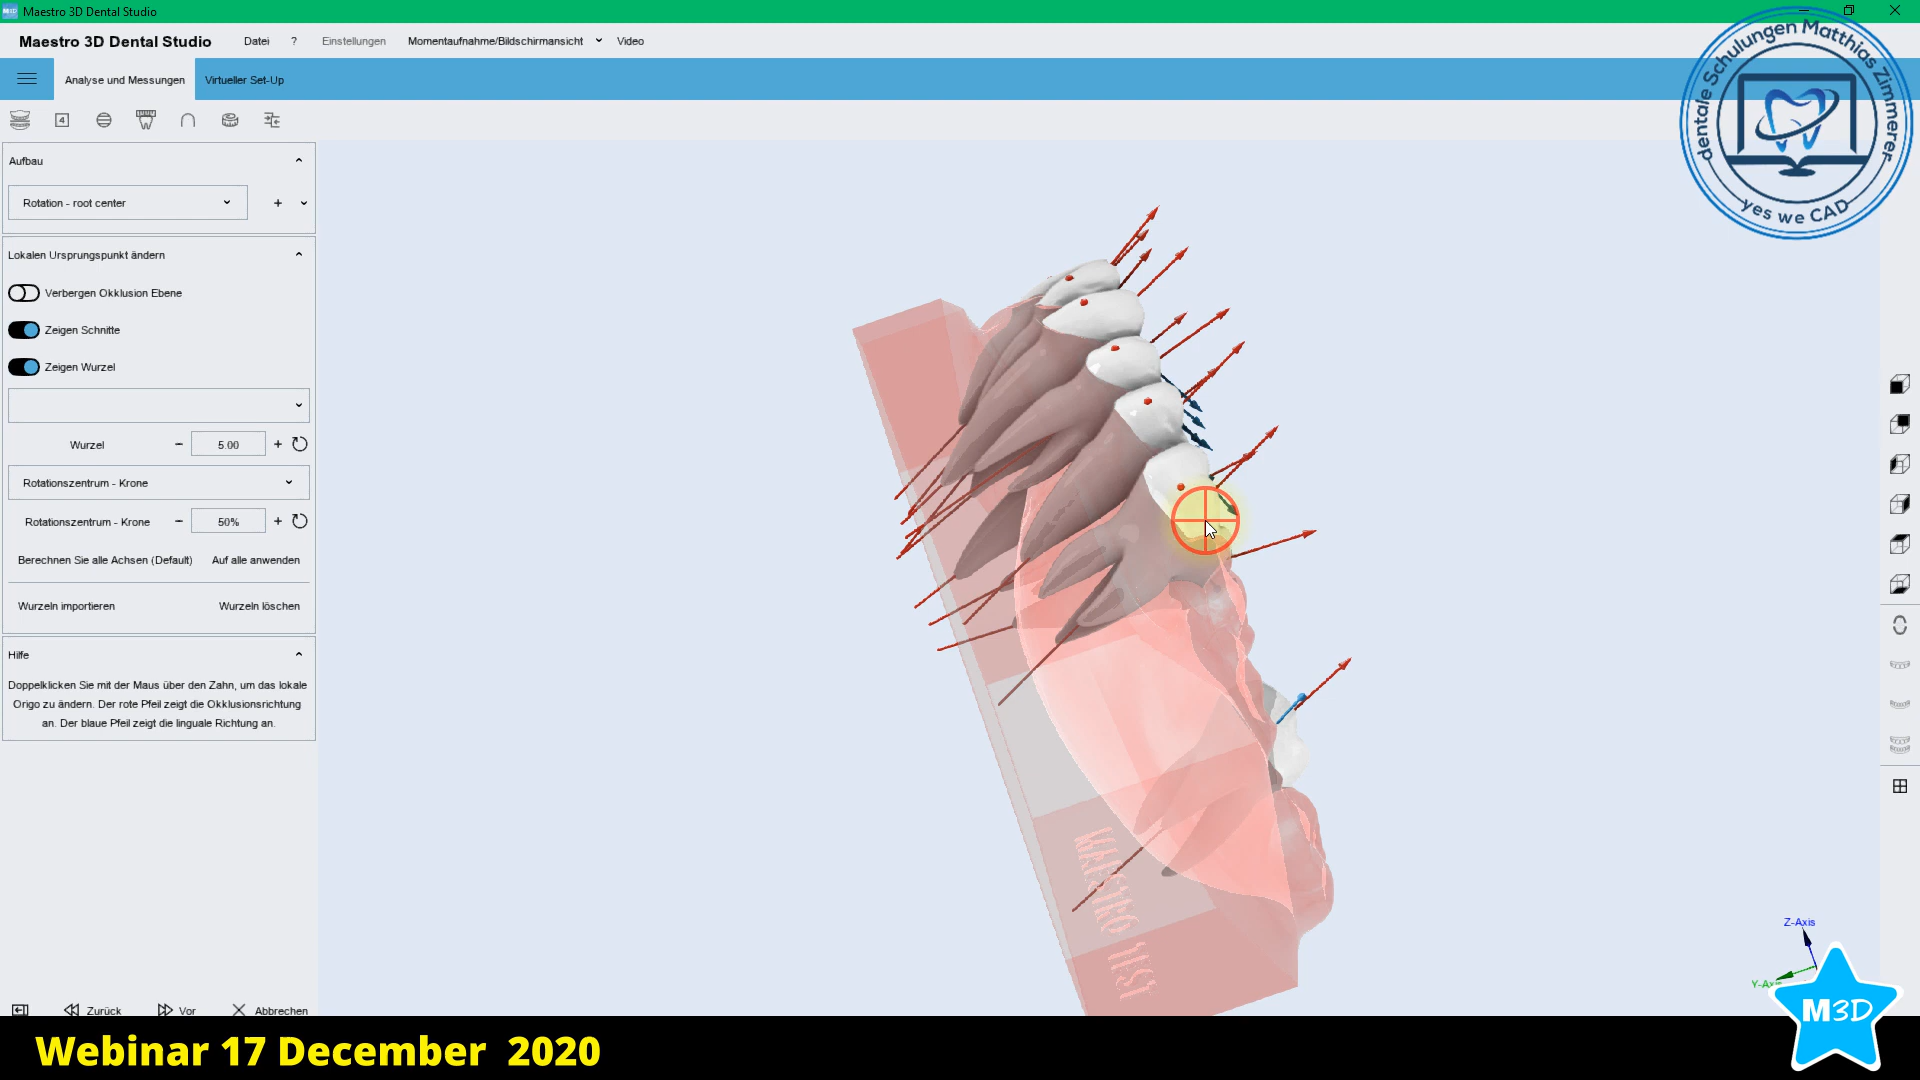 Maestro 3D Dental Studio
Maestro 3D Dental Studio
Datei
?
Einstellungen
Momentaufnahme/Bildschirmansicht
Video
Analyse und Messungen
Virtueller Set-Up
dentale Schulungen Matthias Zimmerer
yes we CAD
4
Aufbau
Rotation - root center
+
Lokalen Ursprungspunkt ändern
Verbergen Okklusion Ebene
Zeigen Schnitte
Zeigen Wurzel
Wurzel
− 5.00 +
Rotationszentrum - Krone
Rotationszentrum - Krone
− 50% +
Berechnen Sie alle Achsen (Default)
Auf alle anwenden
Wurzeln importieren
Wurzeln löschen
Hilfe
Doppelklicken Sie mit der Maus über den Zahn, um das lokale
Origo zu ändern. Der rote Pfeil zeigt die Okklusionsrichtung
an. Der blaue Pfeil zeigt die linguale Richtung an.
MAESTRO TEST
Z-Axis
Y-Axis
Zurück
Vor
Abbrechen
Webinar 17 December 2020
M3D